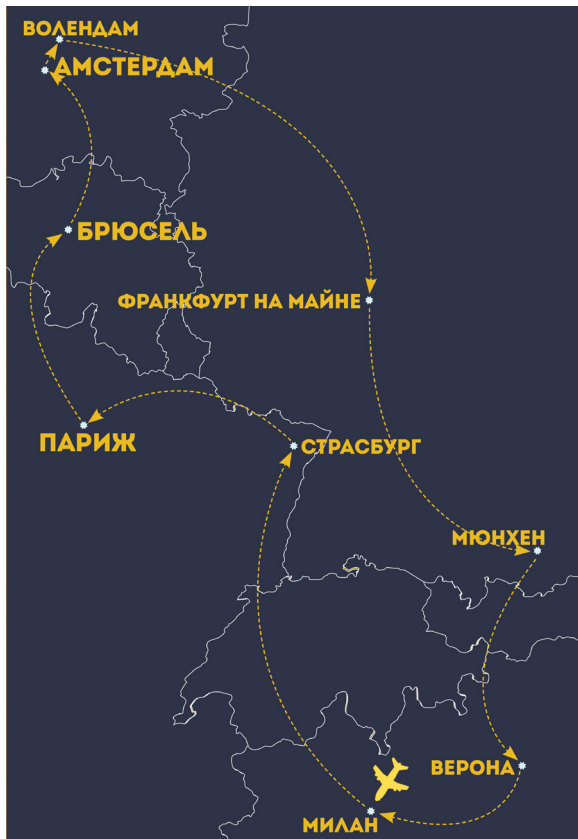 ВОЛЕНДАМ
АМСТЕРДАМ
БРЮСЕЛЬ
ФРАНКФУРТ НА МАЙНЕ
ПАРИЖ
СТРАСБУРГ
МЮНХЕН
ВЕРОНА
МИЛАН